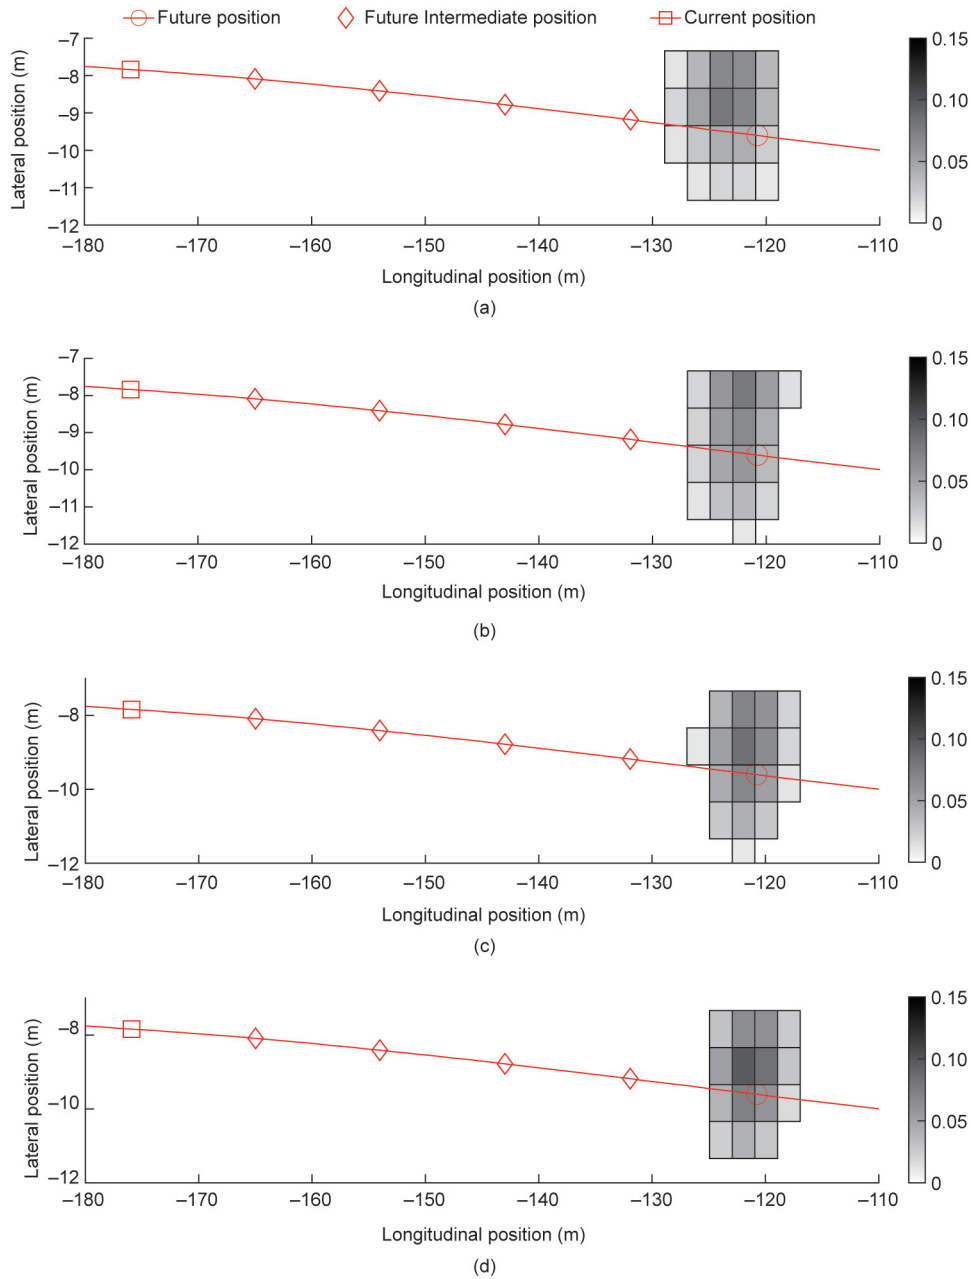 Future position Future Intermediate position Current position
–7
–8
–9
–10
–11
–12
Lateral position (m)
–180 –170 –160 –150 –140 –130 –120 –110
Longitudinal position (m)
0.15
0.10
0.05
0
(a)
–7
–8
–9
–10
–11
–12
Lateral position (m)
–180 –170 –160 –150 –140 –130 –120 –110
Longitudinal position (m)
0.15
0.10
0.05
0
(b)
–8
–10
–12
Lateral position (m)
–180 –170 –160 –150 –140 –130 –120 –110
Longitudinal position (m)
0.15
0.10
0.05
0
(c)
–8
–10
–12
Lateral position (m)
–180 –170 –160 –150 –140 –130 –120 –110
Longitudinal position (m)
0.15
0.10
0.05
0
(d)